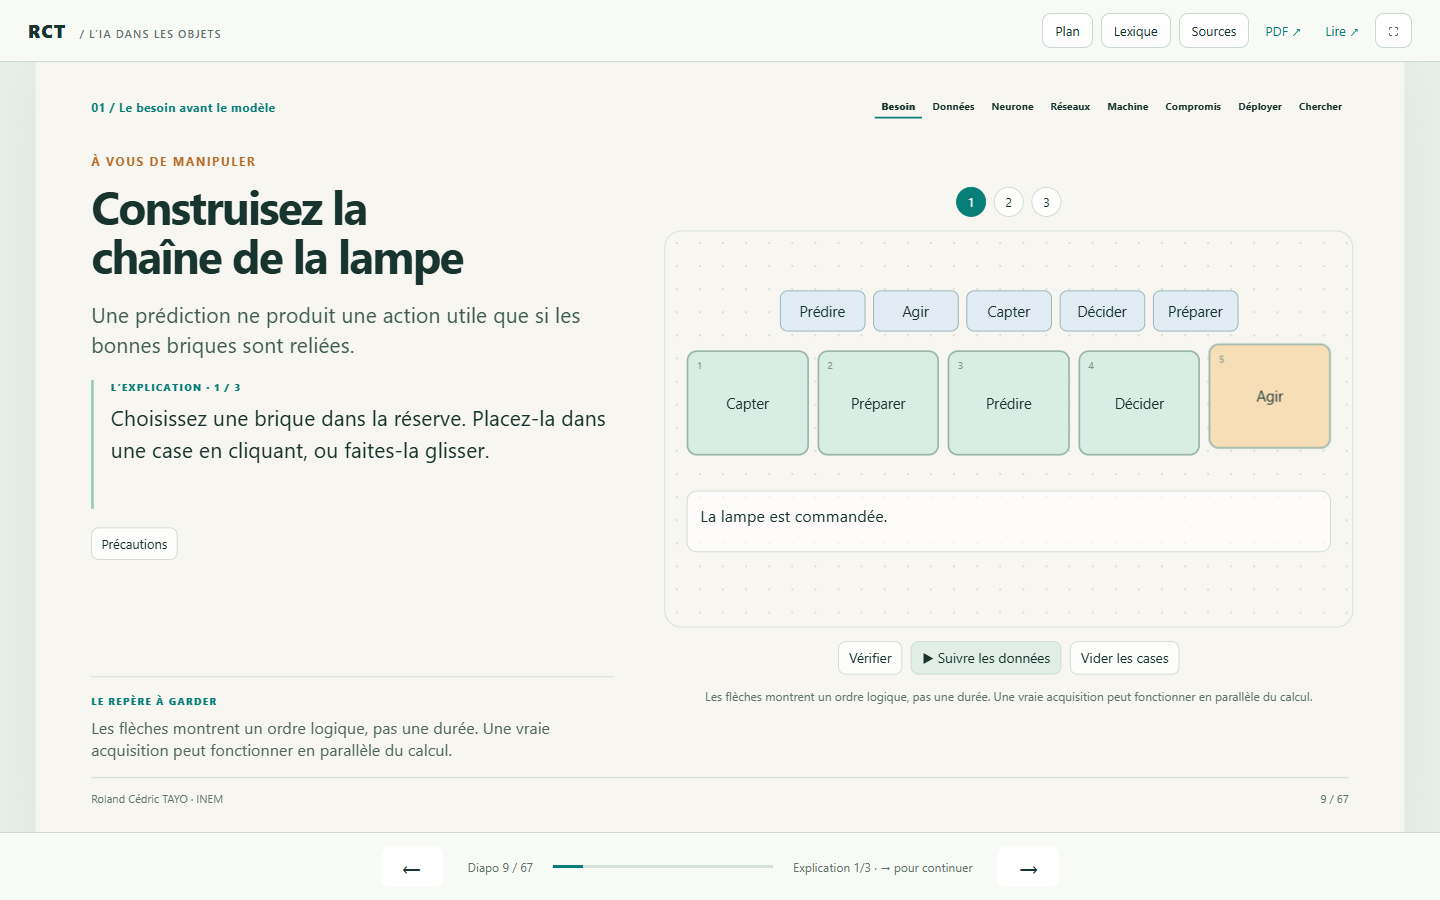 RCT / L'IA DANS LES OBJETS
Plan Lexique Sources PDF ↗ Lire ↗
01 / Le besoin avant le modèle
Besoin Données Neurone Réseaux Machine Compromis Déployer Chercher
À VOUS DE MANIPULER
Construisez la
chaîne de la lampe
Une prédiction ne produit une action utile que si les
bonnes briques sont reliées.
L'EXPLICATION · 1 / 3
Choisissez une brique dans la réserve. Placez-la dans
une case en cliquant, ou faites-la glisser.
Précautions
LE REPÈRE À GARDER
Les flèches montrent un ordre logique, pas une durée. Une vraie
acquisition peut fonctionner en parallèle du calcul.
1 2 3
Prédire Agir Capter Décider Préparer
1 Capter
2 Préparer
3 Prédire
4 Décider
5 Agir
La lampe est commandée.
Vérifier ▶ Suivre les données Vider les cases
Les flèches montrent un ordre logique, pas une durée. Une vraie acquisition peut fonctionner en parallèle du calcul.
Roland Cédric TAYO · INEM
9 / 67
← Diapo 9 / 67 Explication 1/3 · → pour continuer →